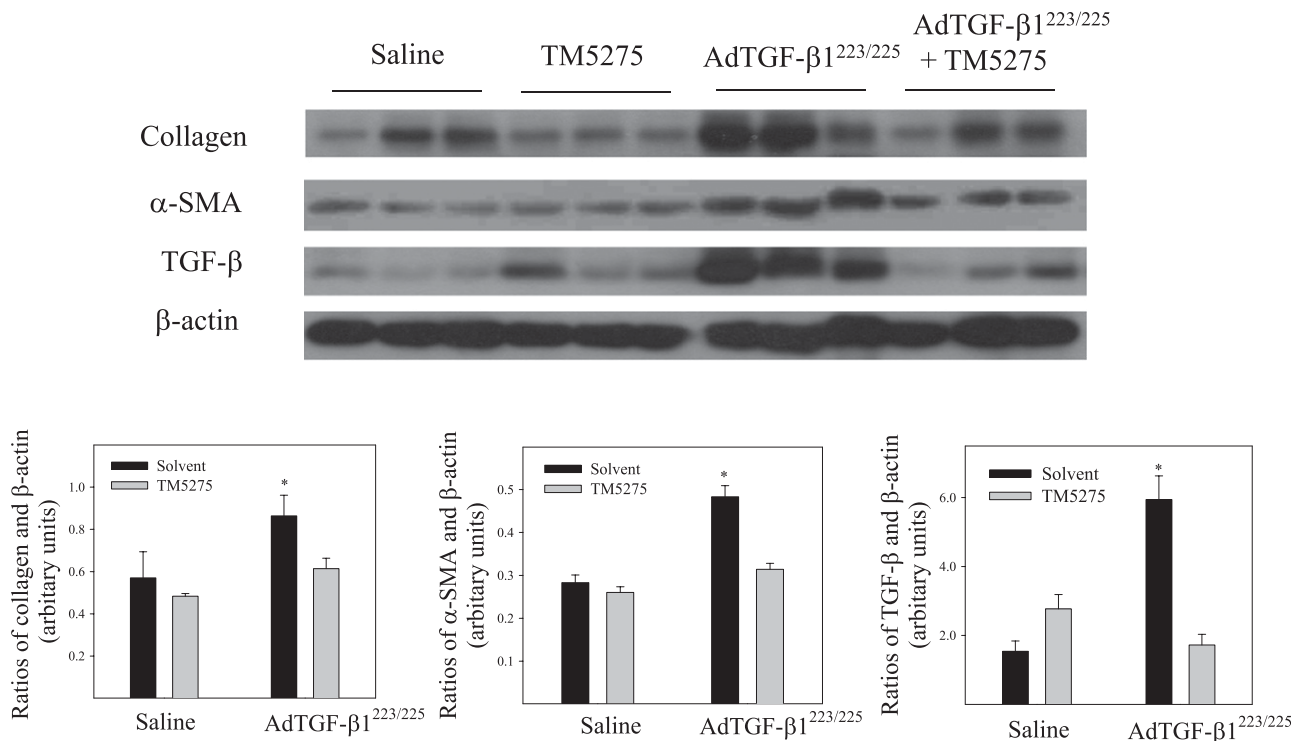 Saline
TM5275
AdTGF-β1²²³/²²⁵
AdTGF-β1²²³/²²⁵
+ TM5275
Collagen
α-SMA
TGF-β
β-actin
Ratios of collagen and β-actin
(arbitary units)
1.0
0.8
0.6
0.4
0.2
Solvent
TM5275
*
Saline
AdTGF-β1²²³/²²⁵
Ratios of α-SMA and β-actin
(arbitary units)
0.5
0.4
0.3
0.2
0.1
Solvent
TM5275
*
Saline
AdTGF-β1²²³/²²⁵
Ratios of TGF-β and β-actin
(arbitary units)
6.0
4.0
2.0
Solvent
TM5275
*
Saline
AdTGF-β1²²³/²²⁵